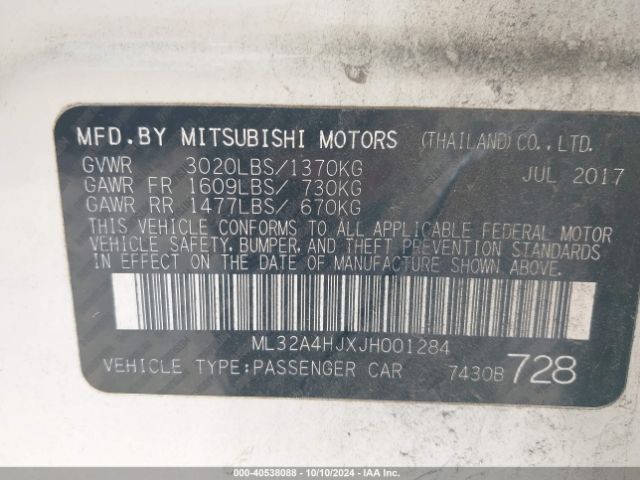 MFD.BY MITSUBISHI MOTORS (THAILAND)CO.,LTD.
GVWR 3020LBS/1370KG JUL 2017
GAWR FR 1609LBS/ 730KG
GAWR RR 1477LBS/ 670KG
THIS VEHICLE CONFORMS TO ALL APPLICABLE FEDERAL MOTOR
VEHICLE SAFETY, BUMPER, AND THEFT PREVENTION STANDARDS
IN EFFECT ON THE DATE OF MANUFACTURE SHOWN ABOVE.
ML32A4HJXJH001284
VEHICLE TYPE:PASSENGER CAR 7430B 728
000-40538088 - 10/10/2024 - IAAI.com